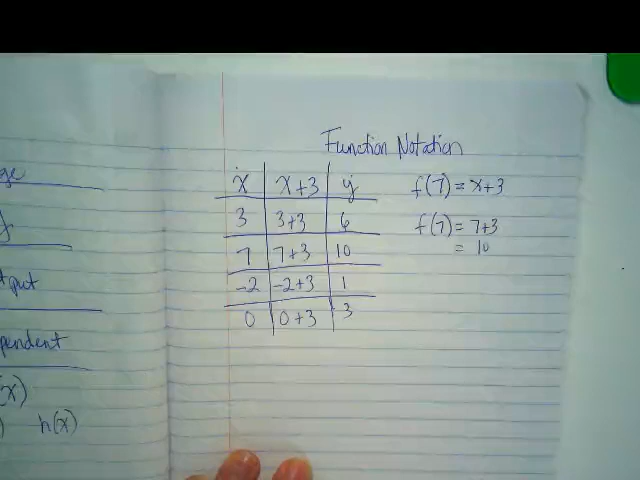 Function Notation
x | x+3 | y
3 | 3+3 | 6
7 | 7+3 | 10
-2 | -2+3 | 1
0 | 0+3 | 3
f(7) = x+3
f(7) = 7+3
= 10
pendent
h(x)